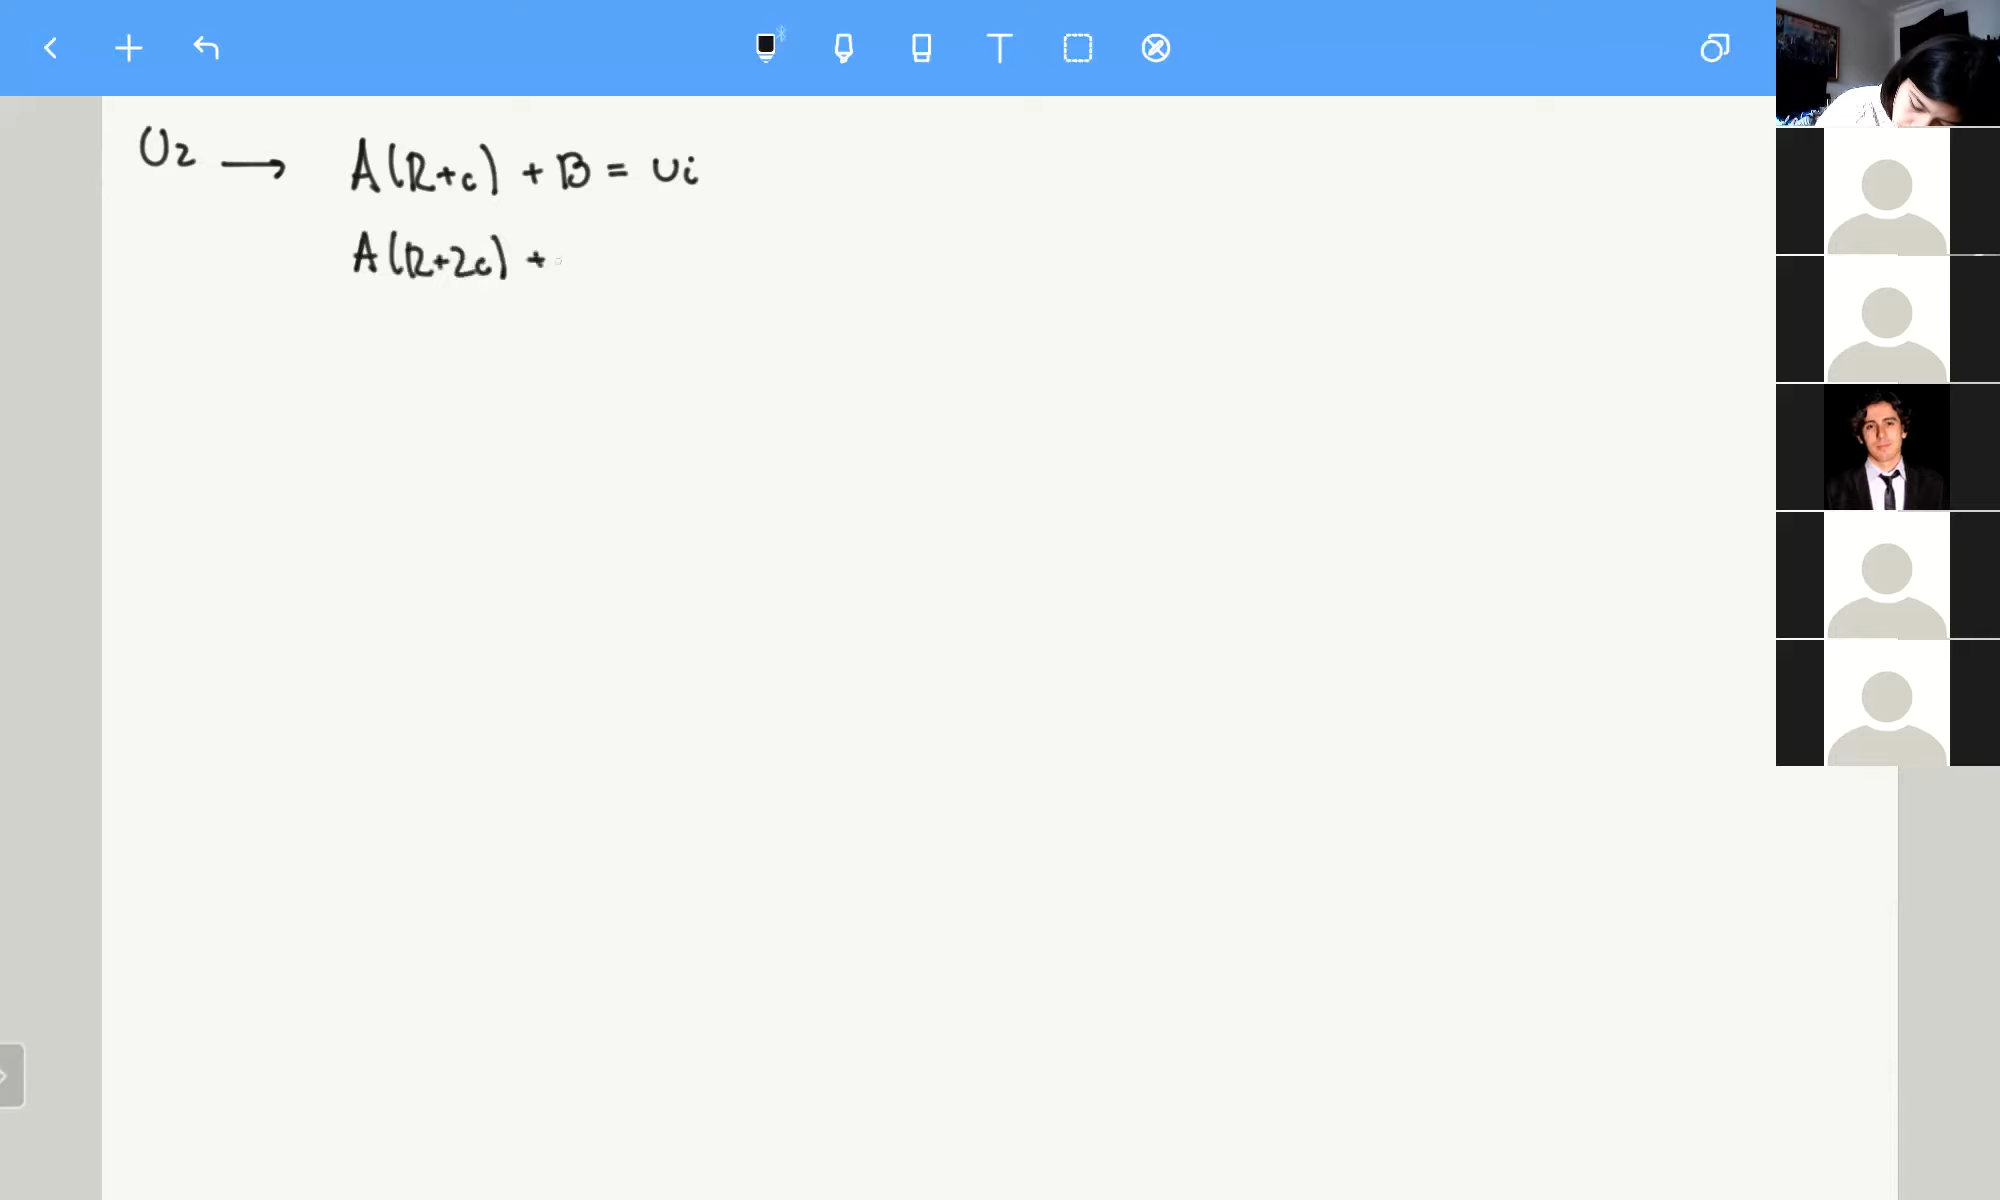 U2 → A(R+c) + B = ui
A(R+2c) +